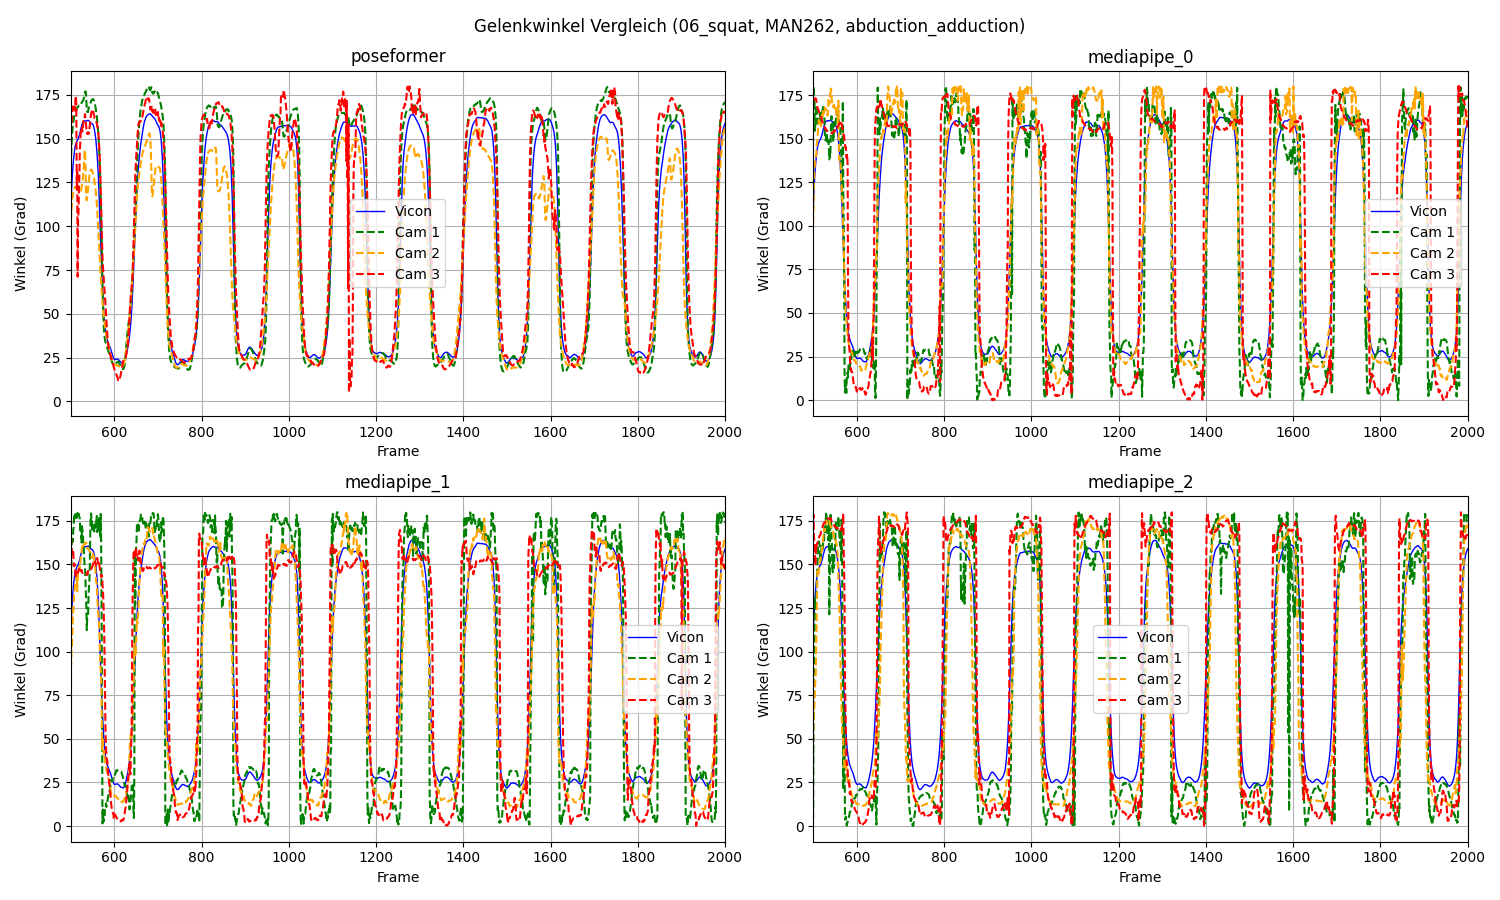 Gelenkwinkel Vergleich (06_squat, MAN262, abduction_adduction)
poseformer
Winkel (Grad)
175
150
125
100
75
50
25
0
600 800 1000 1200 1400 1600 1800 2000
Frame
Vicon
Cam 1
Cam 2
Cam 3
mediapipe_0
Winkel (Grad)
175
150
125
100
75
50
25
0
600 800 1000 1200 1400 1600 1800 2000
Frame
Vicon
Cam 1
Cam 2
Cam 3
mediapipe_1
Winkel (Grad)
175
150
125
100
75
50
25
0
600 800 1000 1200 1400 1600 1800 2000
Frame
Vicon
Cam 1
Cam 2
Cam 3
mediapipe_2
Winkel (Grad)
175
150
125
100
75
50
25
0
600 800 1000 1200 1400 1600 1800 2000
Frame
Vicon
Cam 1
Cam 2
Cam 3